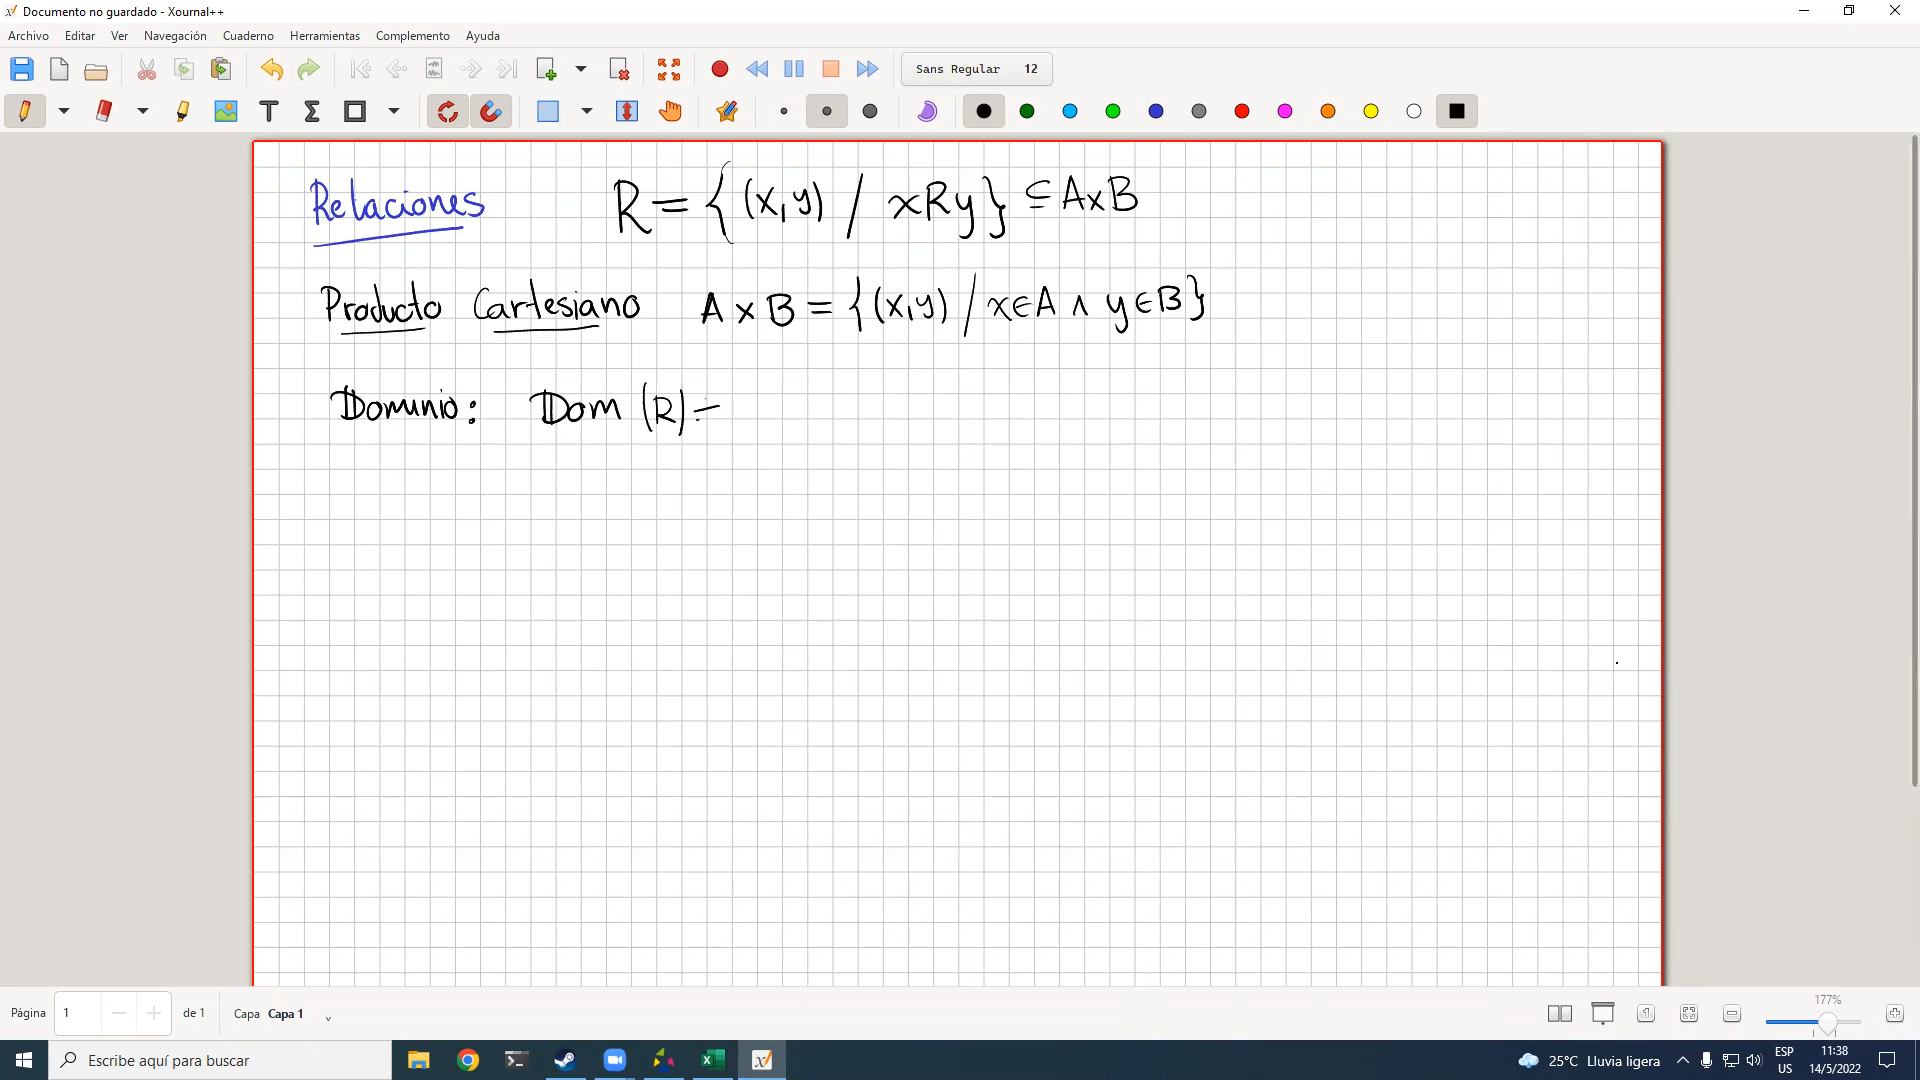 Documento no guardado - Xournal++
Archivo Editar Ver Navegación Cuaderno Herramientas Complemento Ayuda
Sans Regular 12
Relaciones R = {(x,y) / xRy} ⊆ A×B
Producto Cartesiano A × B = {(x,y) / x∈A ∧ y∈B}
Dominio: Dom (R) =
Página 1 de 1 Capa Capa 1 177%
Escribe aquí para buscar
25°C Lluvia ligera
ESP
US
11:38
14/5/2022